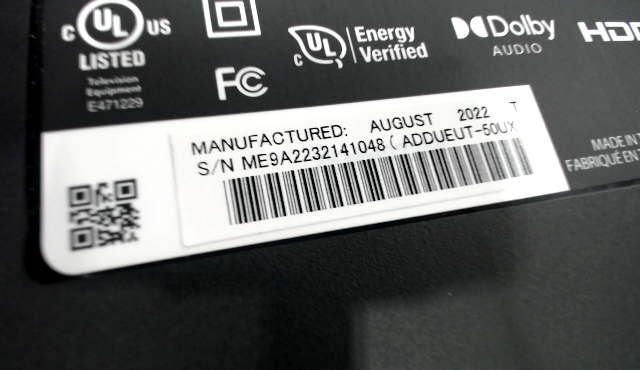 C UL US
LISTED
Television
Equipment
E471229
FC
C UL
Energy
Verified
Dolby
AUDIO
MANUFACTURED: AUGUST 2022 T
S/N ME9A2232141048 ( ADDUEUT-50UX
MADE IN
FABRIQUÉ EN